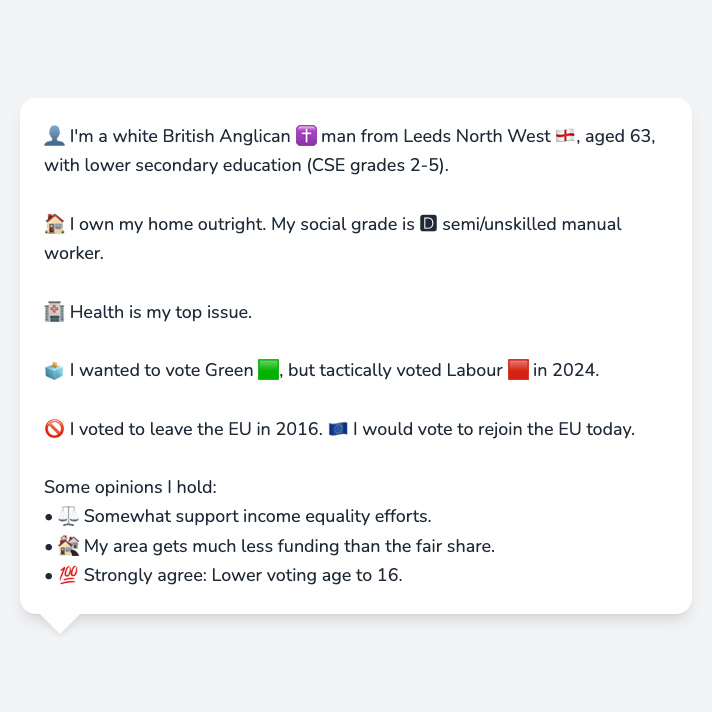 👤 I'm a white British Anglican ✝️ man from Leeds North West 🏴󠁧󠁢󠁥󠁮󠁧󠁿, aged 63,
with lower secondary education (CSE grades 2-5).
🏠 I own my home outright. My social grade is 🅳 semi/unskilled manual
worker.
🏥 Health is my top issue.
🗳️ I wanted to vote Green 🟩, but tactically voted Labour 🟥 in 2024.
🚫 I voted to leave the EU in 2016. 🇪🇺 I would vote to rejoin the EU today.
Some opinions I hold:
• ⚖️ Somewhat support income equality efforts.
• 🏘️ My area gets much less funding than the fair share.
• 💯 Strongly agree: Lower voting age to 16.